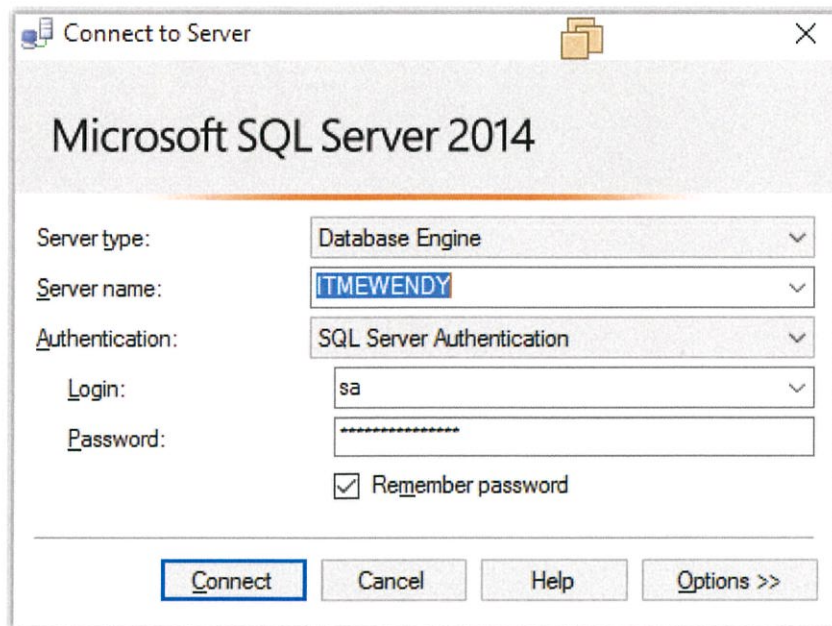 Connect to Server
Microsoft SQL Server 2014
Server type: Database Engine
Server name: ITMEWENDY
Authentication: SQL Server Authentication
Login: sa
Password: ***************
Remember password
Connect Cancel Help Options >>